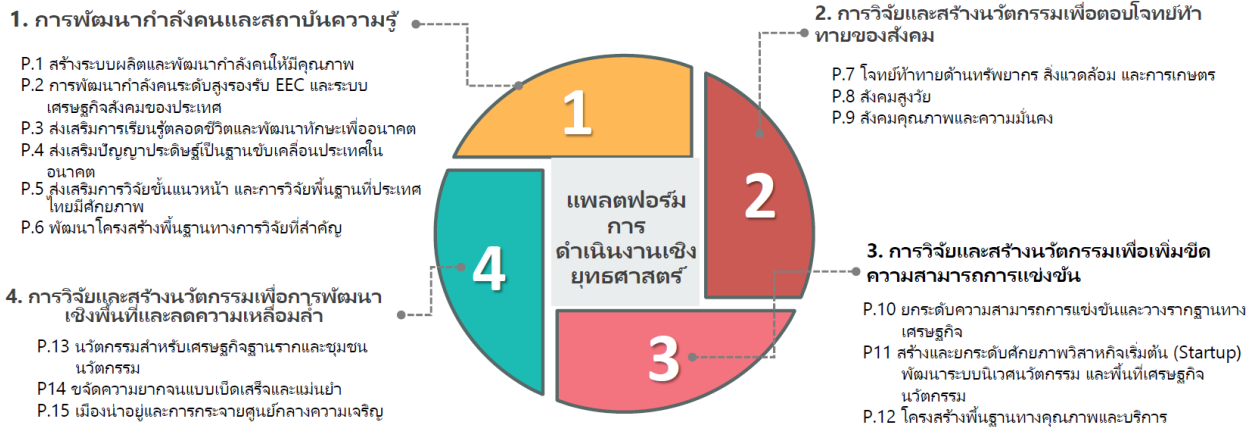 1. การพัฒนากำลังคนและสถาบันความรู้
P.1 สร้างระบบผลิตและพัฒนากำลังคนให้มีคุณภาพ
P.2 การพัฒนากำลังคนระดับสูงรองรับ EEC และระบบ
เศรษฐกิจสังคมของประเทศ
P.3 ส่งเสริมการเรียนรู้ตลอดชีวิตและพัฒนาทักษะเพื่ออนาคต
P.4 ส่งเสริมปัญญาประดิษฐ์เป็นฐานขับเคลื่อนประเทศใน
อนาคต
P.5 ส่งเสริมการวิจัยขั้นแนวหน้า และการวิจัยพื้นฐานที่ประเทศ
ไทยมีศักยภาพ
P.6 พัฒนาโครงสร้างพื้นฐานทางการวิจัยที่สำคัญ
2. การวิจัยและสร้างนวัตกรรมเพื่อตอบโจทย์ท้า
ทายของสังคม
P.7 โจทย์ท้าทายด้านทรัพยากร สิ่งแวดล้อม และการเกษตร
P.8 สังคมสูงวัย
P.9 สังคมคุณภาพและความมั่นคง
1
2
3
4
แพลตฟอร์ม
การ
ดำเนินงานเชิง
ยุทธศาสตร์
3. การวิจัยและสร้างนวัตกรรมเพื่อเพิ่มขีด
ความสามารถการแข่งขัน
P.10 ยกระดับความสามารถการแข่งขันและวางรากฐานทาง
เศรษฐกิจ
P11 สร้างและยกระดับศักยภาพวิสาหกิจเริ่มต้น (Startup)
พัฒนาระบบนิเวศนวัตกรรม และพื้นที่เศรษฐกิจ
นวัตกรรม
P.12 โครงสร้างพื้นฐานทางคุณภาพและบริการ
4. การวิจัยและสร้างนวัตกรรมเพื่อการพัฒนา
เชิงพื้นที่และลดความเหลื่อมล้ำ
P.13 นวัตกรรมสำหรับเศรษฐกิจฐานรากและชุมชน
นวัตกรรม
P14 ขจัดความยากจนแบบเบ็ดเสร็จและแม่นยำ
P.15 เมืองน่าอยู่และการกระจายศูนย์กลางความเจริญ